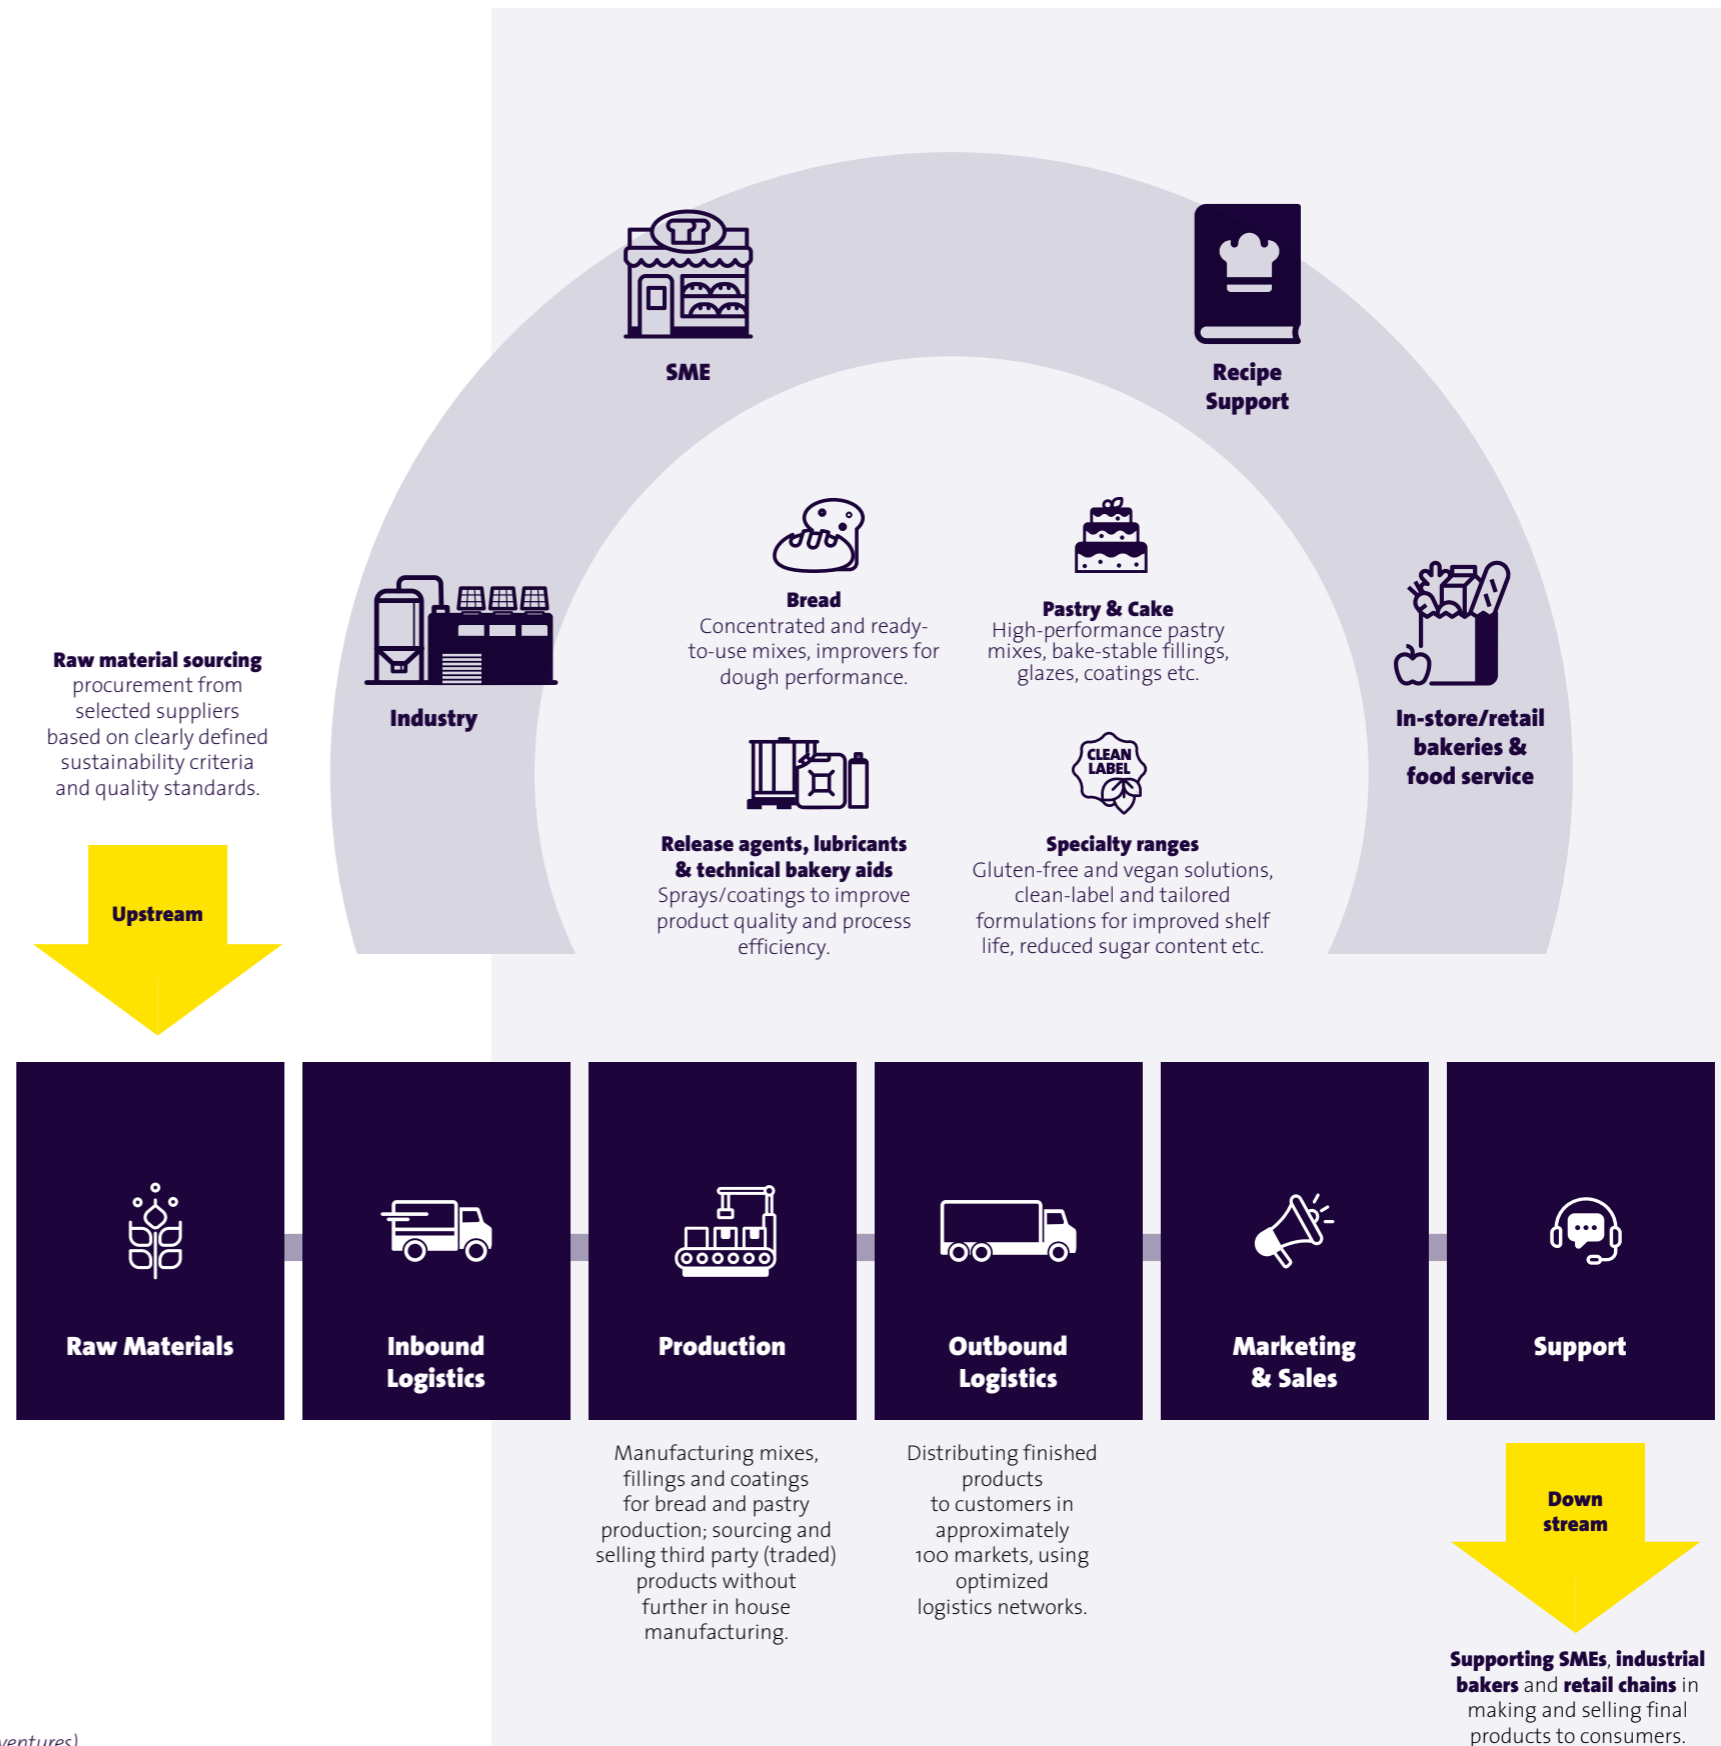 SME
Recipe
Support
Bread
Concentrated and ready-
to-use mixes, improvers for
dough performance.
Pastry & Cake
High-performance pastry
mixes, bake-stable fillings,
glazes, coatings etc.
Raw material sourcing
procurement from
selected suppliers
based on clearly defined
sustainability criteria
and quality standards.
Industry
In-store/retail
bakeries &
food service
CLEAN
LABEL
Release agents, lubricants
& technical bakery aids
Sprays/coatings to improve
product quality and process
efficiency.
Specialty ranges
Gluten-free and vegan solutions,
clean-label and tailored
formulations for improved shelf
life, reduced sugar content etc.
Upstream
Raw Materials
Inbound
Logistics
Production
Outbound
Logistics
Marketing
& Sales
Support
Manufacturing mixes,
fillings and coatings
for bread and pastry
production; sourcing and
selling third party (traded)
products without
further in house
manufacturing.
Distributing finished
products
to customers in
approximately
100 markets, using
optimized
logistics networks.
Down
stream
Supporting SMEs, industrial
bakers and retail chains in
making and selling final
products to consumers.
ventures)